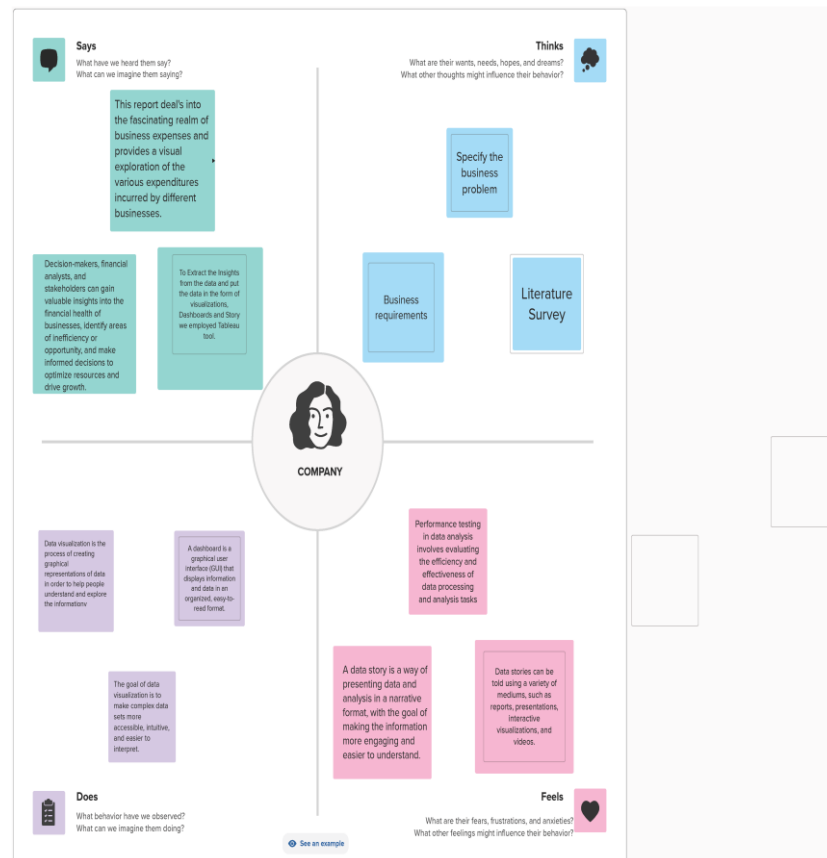 Says
What have we heard them say?
What can we imagine them saying?
This report deal's into
the fascinating realm of
business expenses and
provides a visual
exploration of the
various expenditures
incurred by different
businesses.
Decision-makers, financial
analysts, and
stakeholders can gain
valuable insights into the
financial health of
businesses, identify areas
of inefficiency or
opportunity, and make
informed decisions to
optimize resources and
drive growth.
To Extract the Insights
from the data and put
the data in the form of
visualizations,
Dashboards and Story
we employed Tableau
tool.
Thinks
What are their wants, needs, hopes, and dreams?
What other thoughts might influence their behavior?
Specify the
business
problem
Business
requirements
Literature
Survey
COMPANY
Data visualization is the
process of creating
graphical
representations of data
in order to help people
understand and explore
the informationv
A dashboard is a
graphical user
interface (GUI) that
displays information
and data in an
organized, easy-to-
read format.
The goal of data
visualization is to
make complex data
sets more
accessible, intuitive,
and easier to
interpret.
Does
What behavior have we observed?
What can we imagine them doing?
Performance testing
in data analysis
involves evaluating
the efficiency and
effectiveness of
data processing
and analysis tasks
A data story is a way of
presenting data and
analysis in a narrative
format, with the goal of
making the information
more engaging and
easier to understand.
Data stories can be
told using a variety of
mediums, such as
reports, presentations,
interactive
visualizations, and
videos.
Feels
What are their fears, frustrations, and anxieties?
What other feelings might influence their behavior?
See an example